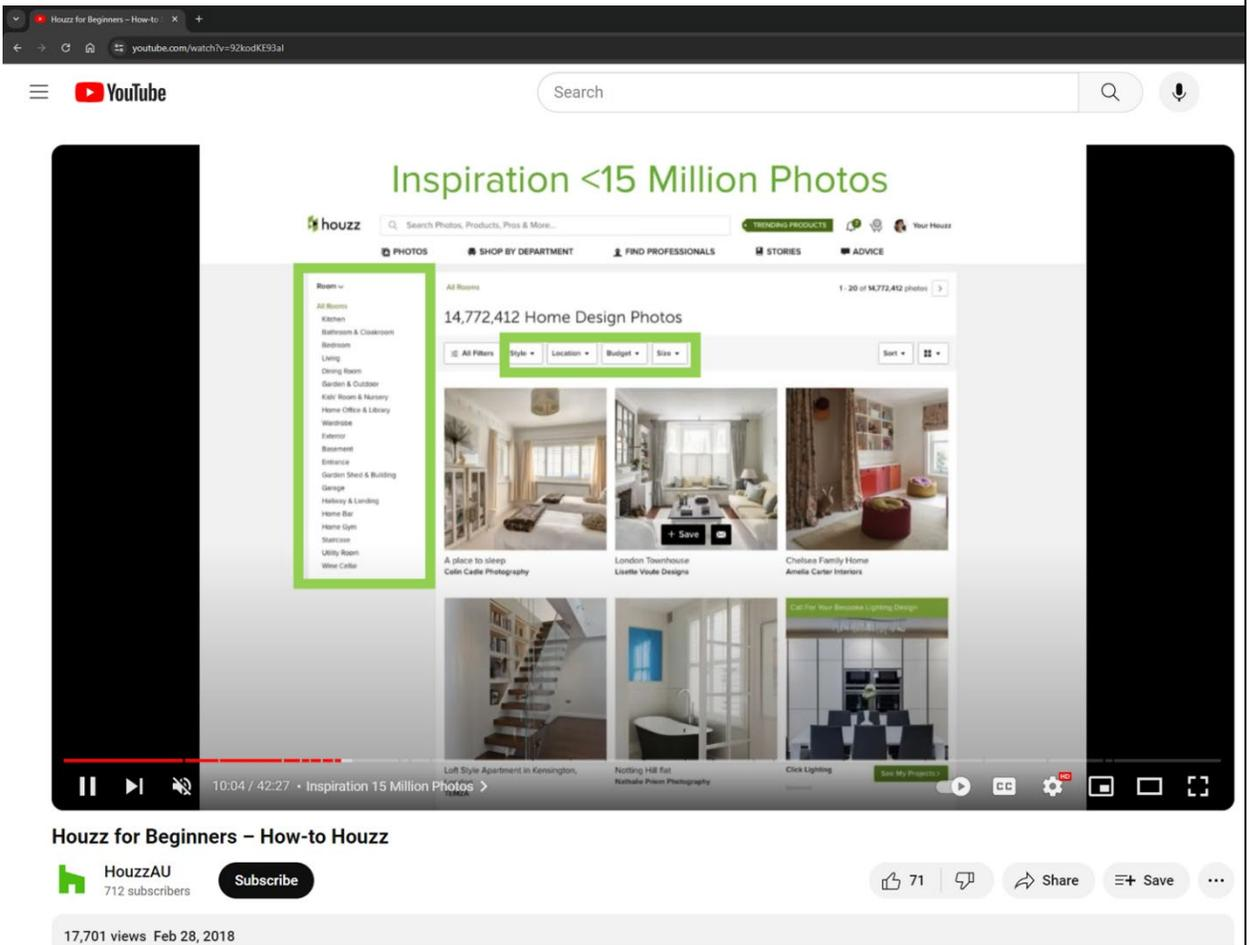 Houzz for Beginners – How-to
youtube.com/watch?v=92kodKE93aI
YouTube
Search
Inspiration <15 Million Photos
houzz
Search Photos, Products, Pros & More...
TRENDING PRODUCTS
Your Houzz
PHOTOS
SHOP BY DEPARTMENT
FIND PROFESSIONALS
STORIES
ADVICE
Room
All Rooms
Kitchen
Bathroom & Cloakroom
Bedroom
Living
Dining Room
Garden & Outdoor
Kids' Room & Nursery
Home Office & Library
Wardrobe
Exterior
Basement
Entrance
Garden Shed & Building
Garage
Hallway & Landing
Home Bar
Home Gym
Staircase
Utility Room
Wine Cellar
All Rooms
1 - 20 of 14,772,412 photos
14,772,412 Home Design Photos
All Filters
Style
Location
Budget
Size
Sort
+ Save
A place to sleep
Colin Cadle Photography
London Townhouse
Lisette Voute Designs
Chelsea Family Home
Amelia Carter Interiors
Call For Your Bespoke Lighting Design
Loft Style Apartment in Kensington,
Notting Hill flat
Nathalie Priem Photography
Click Lighting
See My Projects>
10:04 / 42:27 • Inspiration 15 Million Photos
CC
HD
Houzz for Beginners – How-to Houzz
HouzzAU
712 subscribers
Subscribe
71
Share
Save
17,701 views Feb 28, 2018